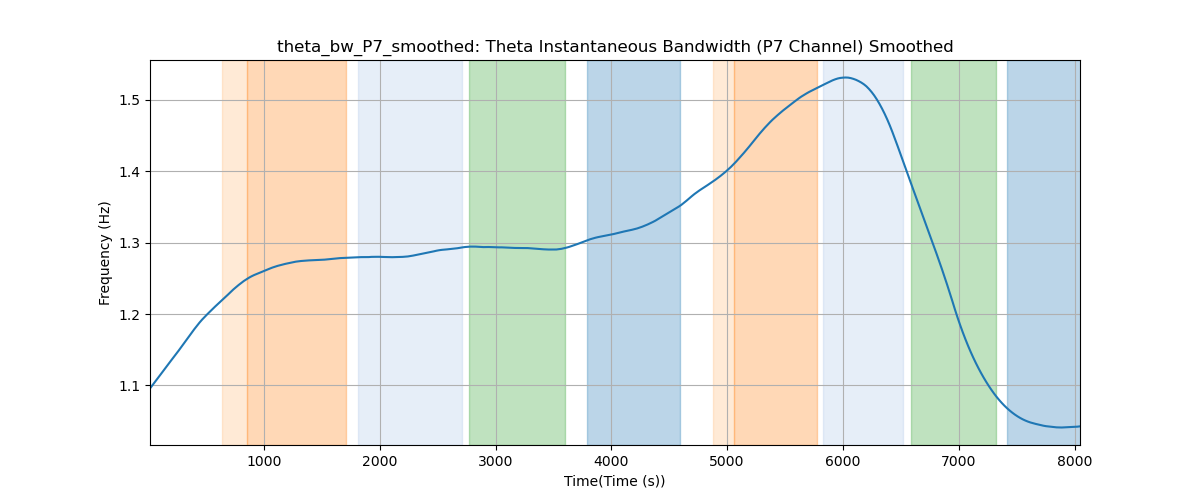 theta_bw_P7_smoothed: Theta Instantaneous Bandwidth (P7 Channel) Smoothed
Frequency (Hz)
1.5
1.4
1.3
1.2
1.1
1000 2000 3000 4000 5000 6000 7000 8000
Time(Time (s))